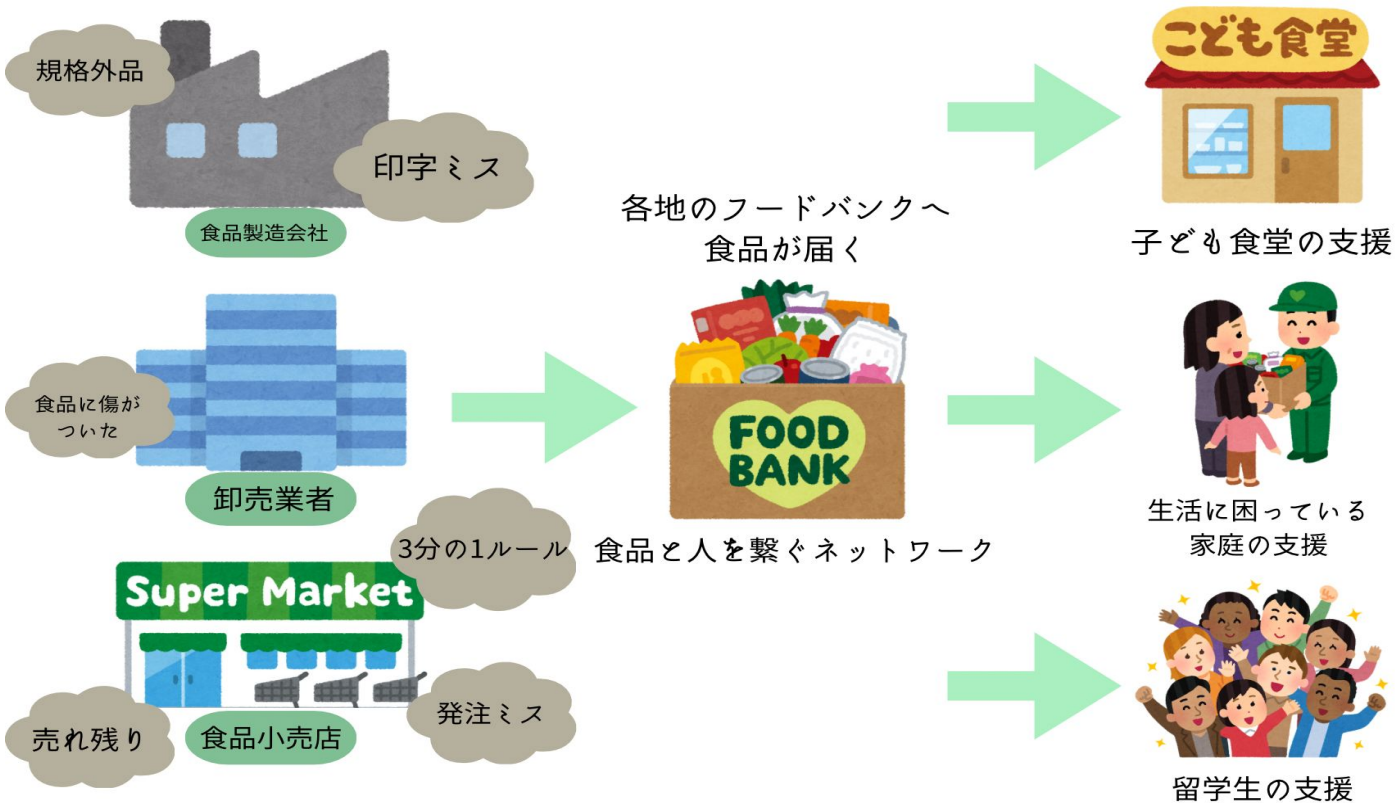 規格外品
印字ミス
食品製造会社
食品に傷が
ついた
卸売業者
3分の1ルール
Super Market
売れ残り
発注ミス
食品小売店
各地のフードバンクへ
食品が届く
FOOD
BANK
食品と人を繋ぐネットワーク
こども食堂
子ども食堂の支援
生活に困っている
家庭の支援
留学生の支援